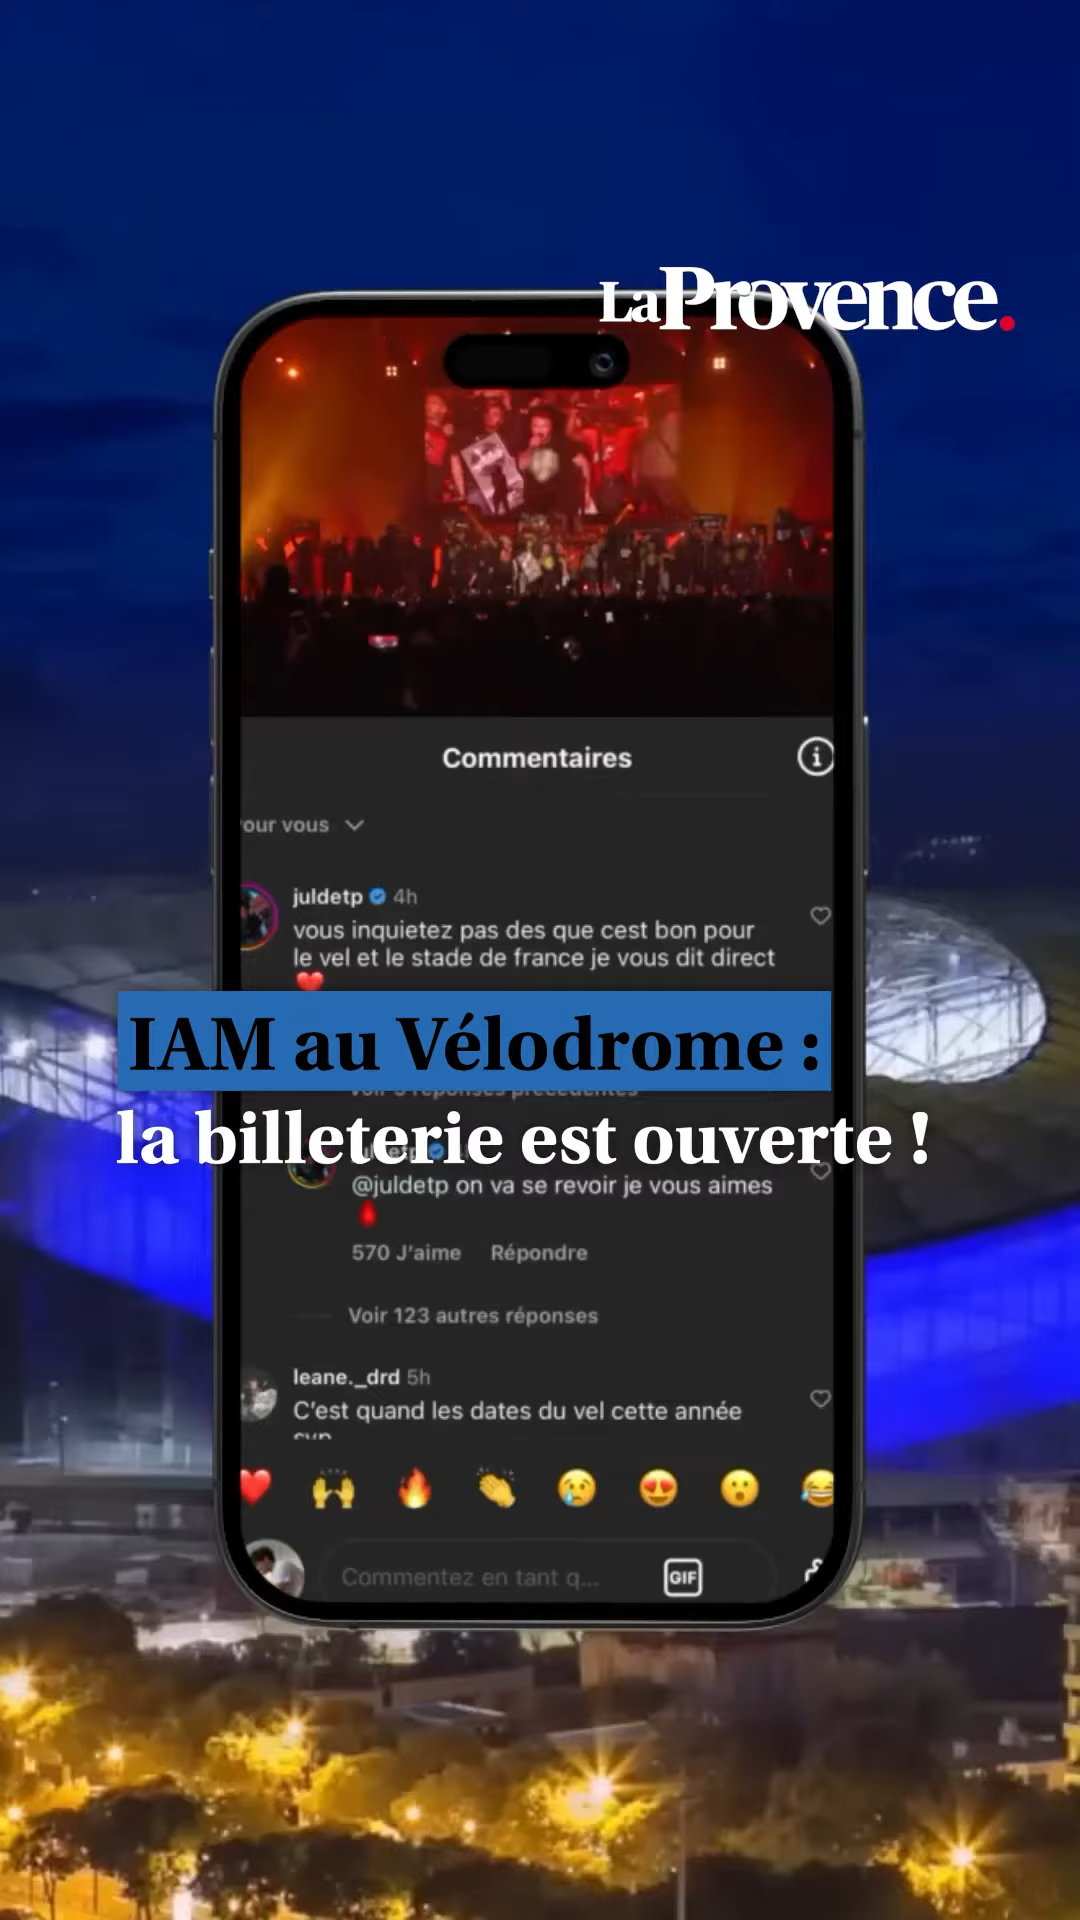 LaProvence.
Commentaires
our vous
juldetp 4h
vous inquietez pas des que cest bon pour
le vel et le stade de france je vous dit direct
❤️
IAM au Vélodrome :
la billeterie est ouverte !
@juldetp on va se revoir je vous aimes
🩸
570 J'aime Répondre
Voir 123 autres réponses
leane._drd 5h
C'est quand les dates du vel cette année
❤️ 🙌 🔥 👏 😢 😍 😮 😂
Commentez en tant q... GIF